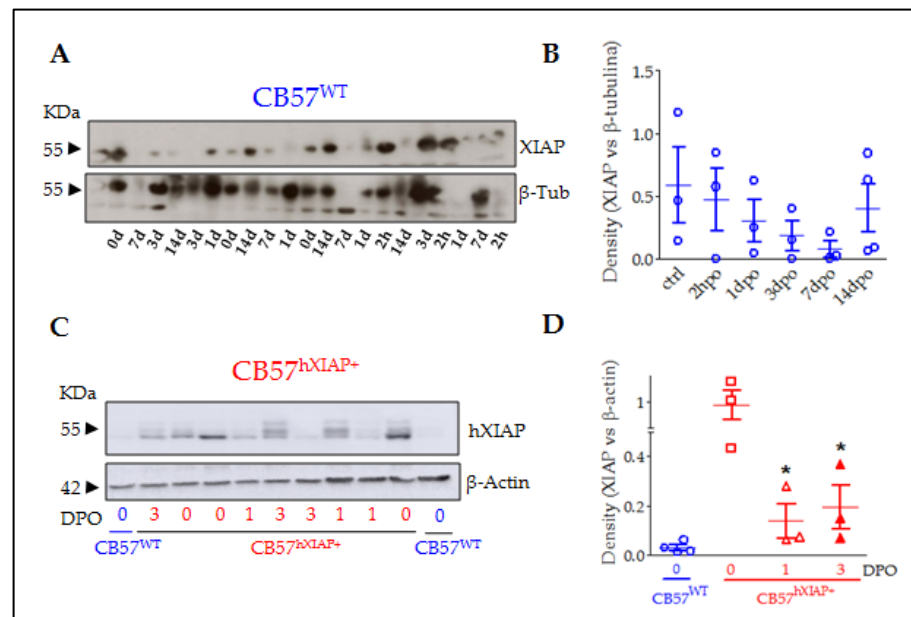 A
CB57WT
KDa
55
XIAP
55
β-Tub
0d 7d 3d 14d 3d 1d 0d 14d 7d 1d 0d 14d 7d 1d 2h 14d 3d 2h 1d 7d 2h
B
Density (XIAP vs β-tubulina)
1.5
1.0
0.5
0.0
ctrl 2hpo 1dpo 3dpo 7dpo 14dpo
C
CB57hXIAP+
KDa
55
hXIAP
42
β-Actin
0 3 0 0 1 3 3 1 1 0 0
DPO
CB57WT CB57hXIAP+ CB57WT
D
Density (XIAP vs β-actin)
1
0.4
0.2
0.0
* *
0 0 1 3 DPO
CB57WT CB57hXIAP+